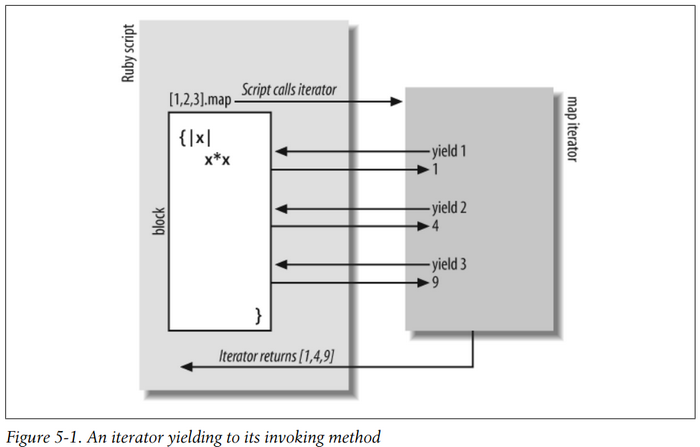 Ruby script
[1,2,3].map
Script calls iterator
map iterator
{|x|
x*x
block
yield 1
1
yield 2
4
yield 3
9
}
Iterator returns [1,4,9]
Figure 5-1. An iterator yielding to its invoking method